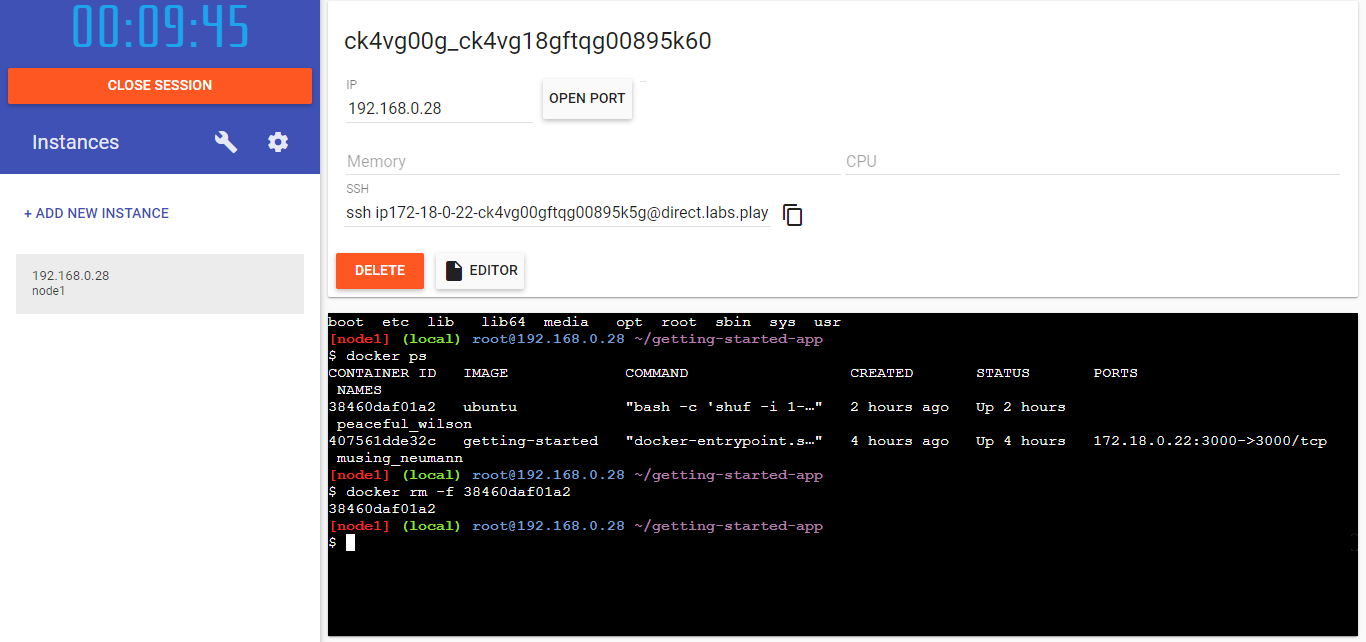 00:09:45
CLOSE SESSION
Instances
+ ADD NEW INSTANCE
192.168.0.28
node1
ck4vg00g_ck4vg18gftqg00895k60
IP
192.168.0.28
OPEN PORT
Memory
CPU
SSH
ssh ip172-18-0-22-ck4vg00gftqg00895k5g@direct.labs.play
DELETE
EDITOR
boot etc lib lib64 media opt root sbin sys usr
[node1] (local) root@192.168.0.28 ~/getting-started-app
$ docker ps
CONTAINER ID IMAGE COMMAND CREATED STATUS PORTS
NAMES
38460daf01a2 ubuntu "bash -c 'shuf -i 1-…" 2 hours ago Up 2 hours
peaceful_wilson
407561dde32c getting-started "docker-entrypoint.s…" 4 hours ago Up 4 hours 172.18.0.22:3000->3000/tcp
musing_neumann
[node1] (local) root@192.168.0.28 ~/getting-started-app
$ docker rm -f 38460daf01a2
38460daf01a2
[node1] (local) root@192.168.0.28 ~/getting-started-app
$